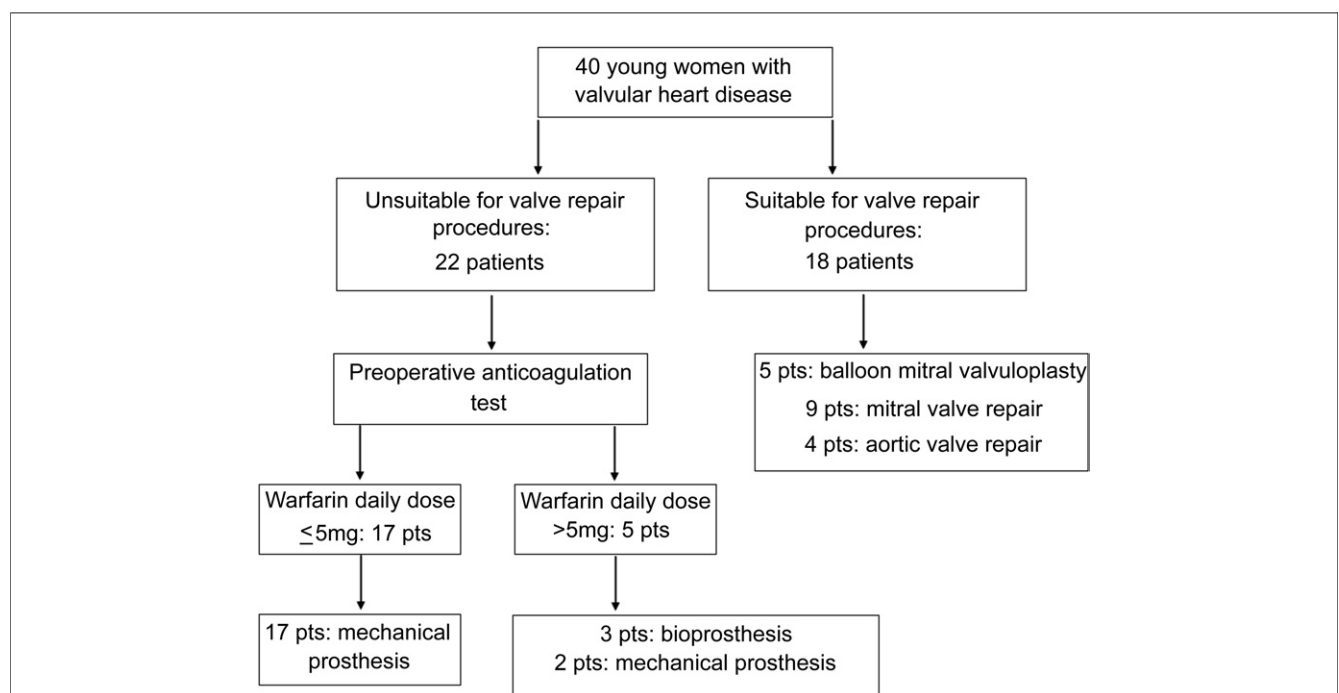 40 young women with
valvular heart disease
Unsuitable for valve repair
procedures:
22 patients
Suitable for valve repair
procedures:
18 patients
Preoperative anticoagulation
test
5 pts: balloon mitral valvuloplasty
9 pts: mitral valve repair
4 pts: aortic valve repair
Warfarin daily dose
≤5mg: 17 pts
Warfarin daily dose
>5mg: 5 pts
17 pts: mechanical
prosthesis
3 pts: bioprosthesis
2 pts: mechanical prosthesis